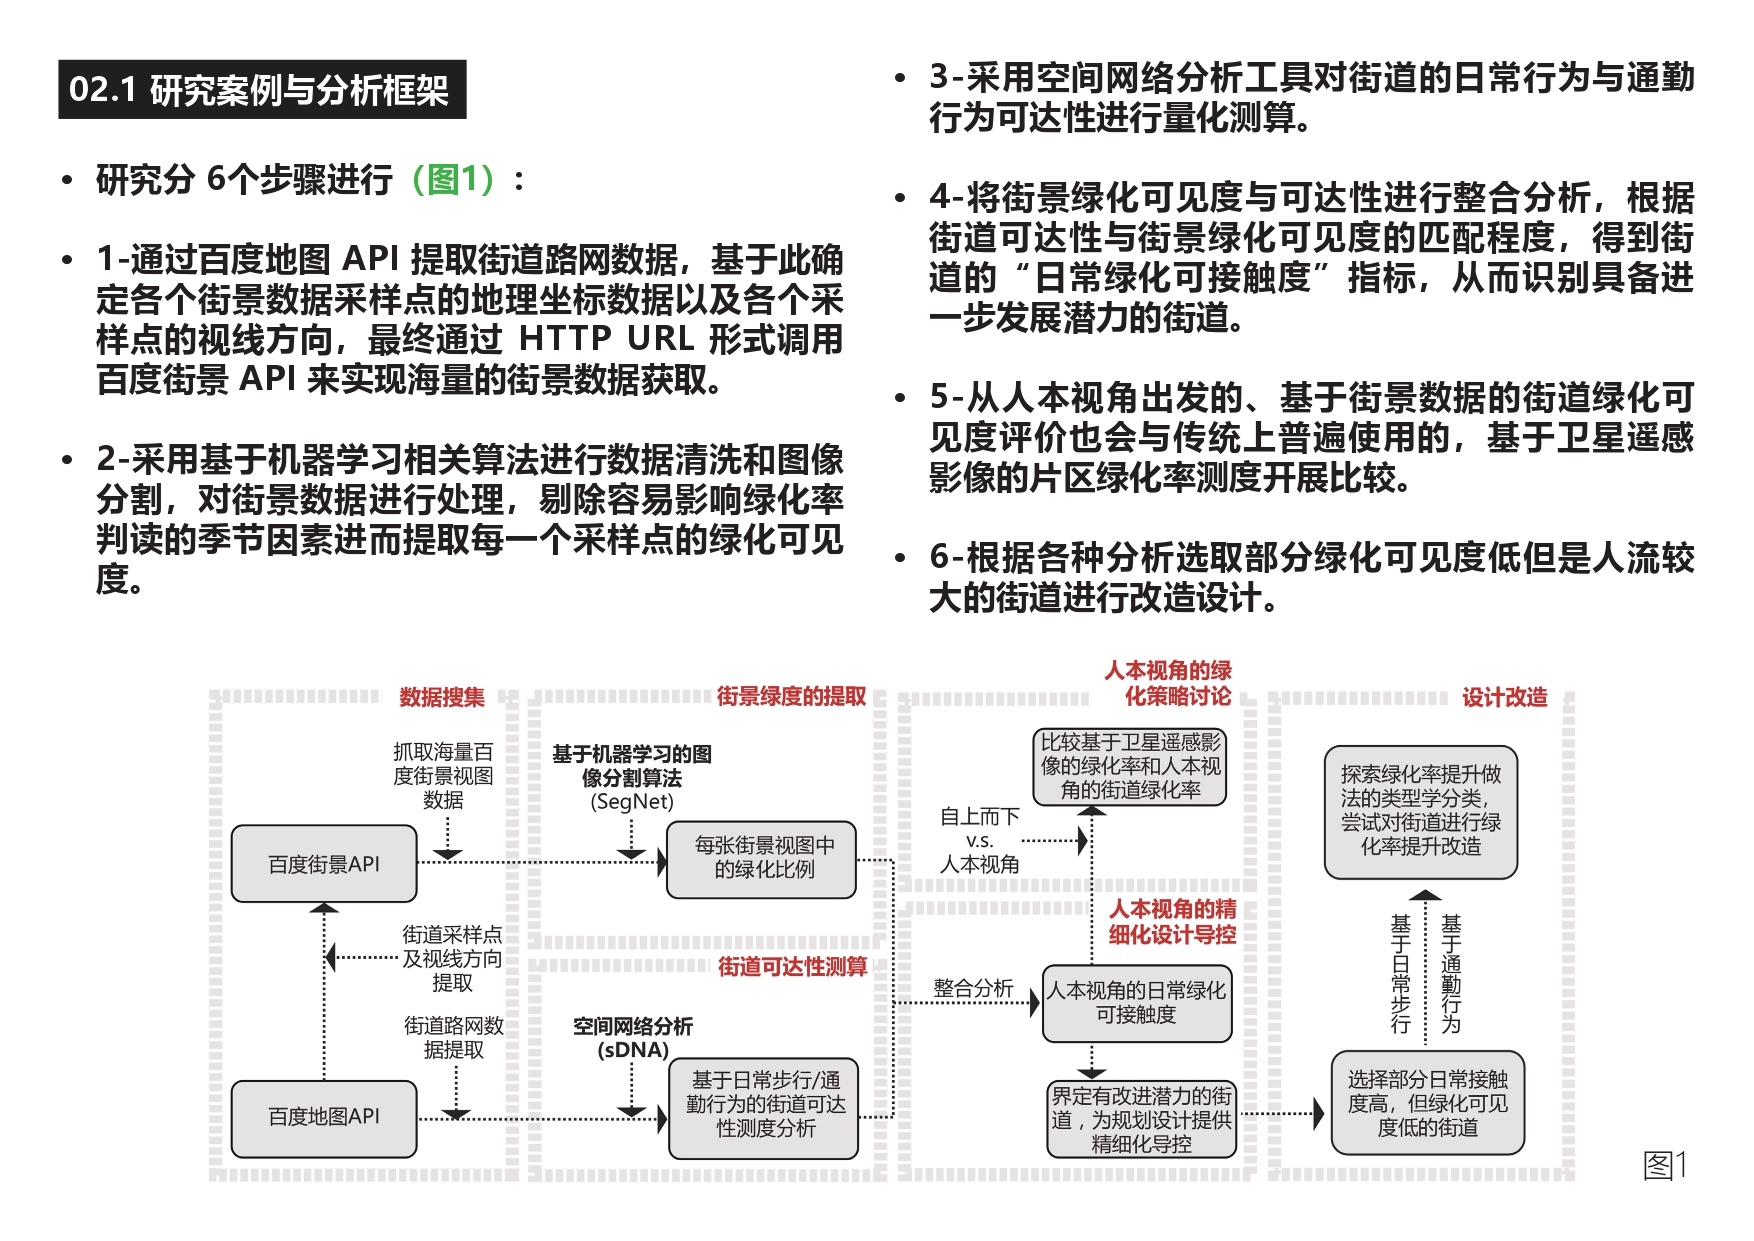 02.1 研究案例与分析框架
• 研究分 6个步骤进行（图1）：
• 1-通过百度地图 API 提取街道路网数据，基于此确
定各个街景数据采样点的地理坐标数据以及各个采
样点的视线方向，最终通过 HTTP URL 形式调用
百度街景 API 来实现海量的街景数据获取。
• 2-采用基于机器学习相关算法进行数据清洗和图像
分割，对街景数据进行处理，剔除容易影响绿化率
判读的季节因素进而提取每一个采样点的绿化可见
度。
• 3-采用空间网络分析工具对街道的日常行为与通勤
行为可达性进行量化测算。
• 4-将街景绿化可见度与可达性进行整合分析，根据
街道可达性与街景绿化可见度的匹配程度，得到街
道的“日常绿化可接触度”指标，从而识别具备进
一步发展潜力的街道。
• 5-从人本视角出发的、基于街景数据的街道绿化可
见度评价也会与传统上普遍使用的，基于卫星遥感
影像的片区绿化率测度开展比较。
• 6-根据各种分析选取部分绿化可见度低但是人流较
大的街道进行改造设计。
数据搜集
抓取海量百
度街景视图
数据
百度街景API
街道采样点
及视线方向
提取
街道路网数
据提取
百度地图API
街景绿度的提取
基于机器学习的图
像分割算法
(SegNet)
每张街景视图中
的绿化比例
街道可达性测算
空间网络分析
(sDNA)
基于日常步行/通
勤行为的街道可达
性测度分析
人本视角的绿
化策略讨论
比较基于卫星遥感影
像的绿化率和人本视
角的街道绿化率
自上而下
v.s.
人本视角
人本视角的精
细化设计导控
整合分析
人本视角的日常绿化
可接触度
界定有改进潜力的街
道，为规划设计提供
精细化导控
设计改造
探索绿化率提升做
法的类型学分类，
尝试对街道进行绿
化率提升改造
基于日常步行
基于通勤行为
选择部分日常接触
度高，但绿化可见
度低的街道
图1